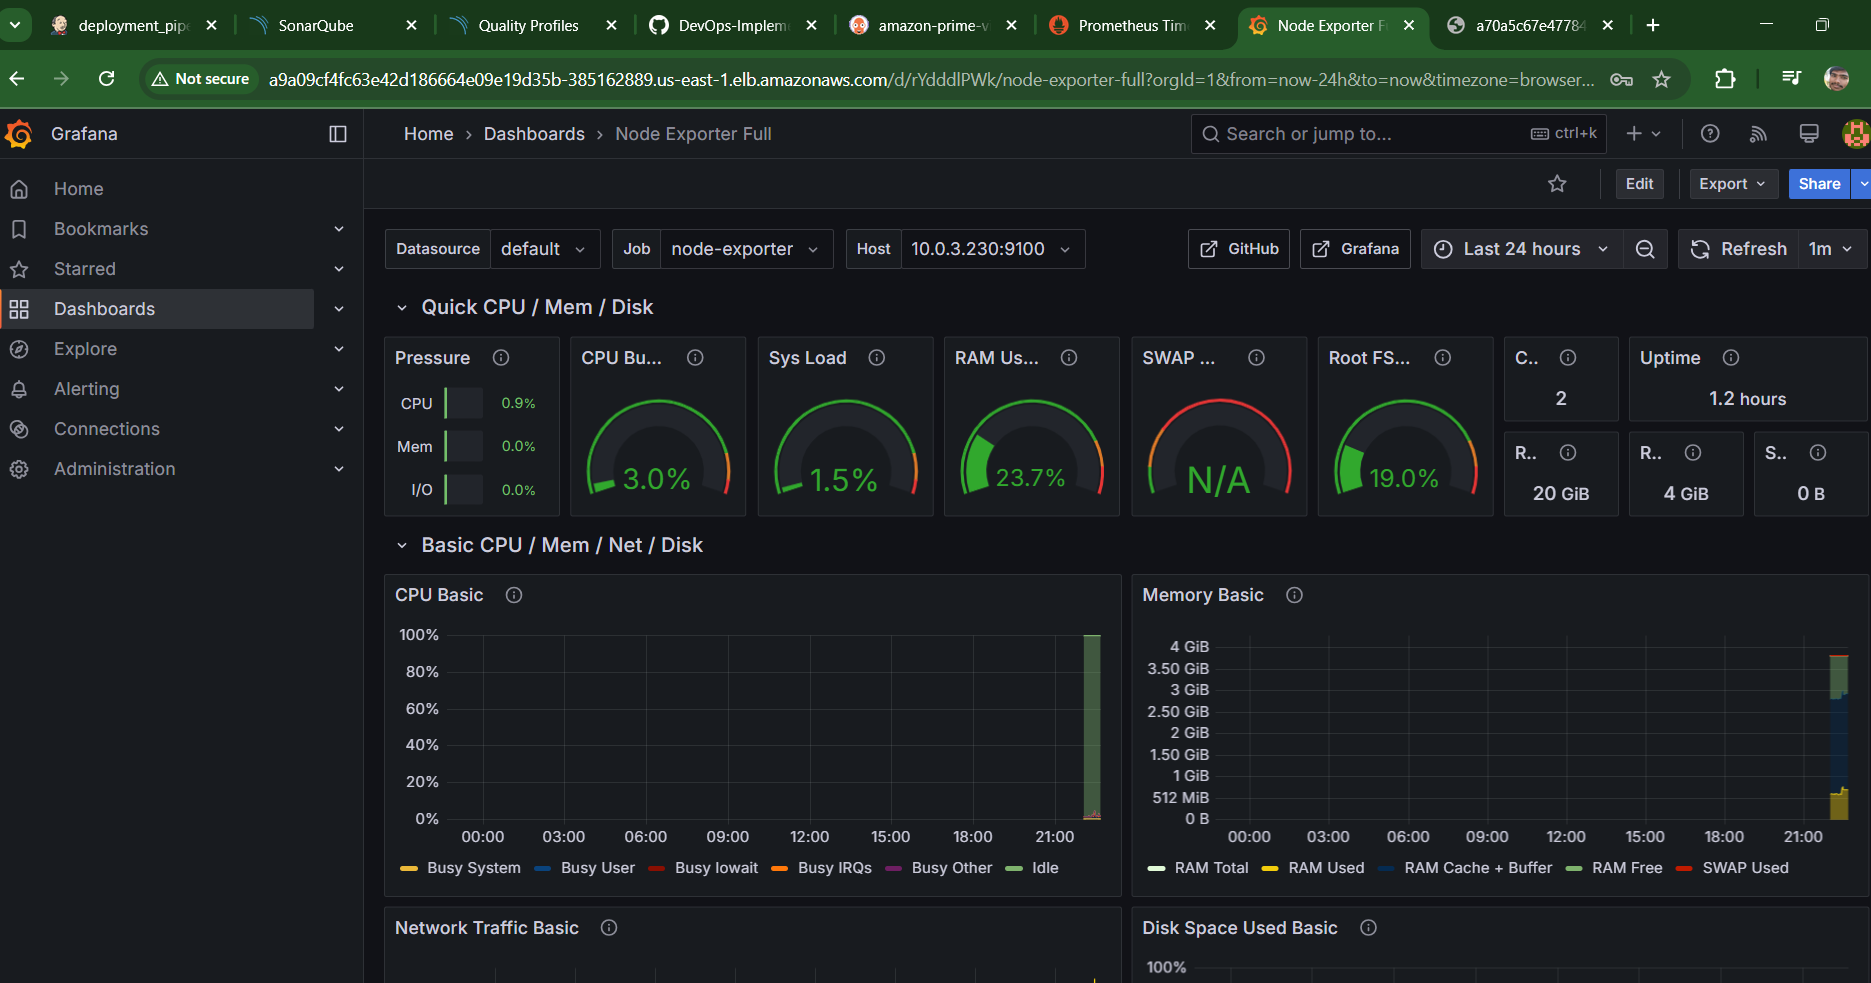 deployment_pipe
SonarQube
Quality Profiles
DevOps-Implem
amazon-prime-v
Prometheus Tim
Node Exporter F
a70a5c67e47784
Not secure
a9a09cf4fc63e42d186664e09e19d35b-385162889.us-east-1.elb.amazonaws.com/d/rYdddlPWk/node-exporter-full?orgId=1&from=now-24h&to=now&timezone=browser...
Grafana
Home › Dashboards › Node Exporter Full
Search or jump to...
ctrl+k
Edit
Export
Share
Home
Bookmarks
Starred
Dashboards
Explore
Alerting
Connections
Administration
Datasource
default
Job
node-exporter
Host
10.0.3.230:9100
GitHub
Grafana
Last 24 hours
Refresh
1m
Quick CPU / Mem / Disk
Pressure
CPU
0.9%
Mem
0.0%
I/O
0.0%
CPU Bu...
3.0%
Sys Load
1.5%
RAM Us...
23.7%
SWAP ...
N/A
Root FS...
19.0%
C..
2
Uptime
1.2 hours
R..
20 GiB
R..
4 GiB
S..
0 B
Basic CPU / Mem / Net / Disk
CPU Basic
100%
80%
60%
40%
20%
0%
00:00
03:00
06:00
09:00
12:00
15:00
18:00
21:00
Busy System
Busy User
Busy Iowait
Busy IRQs
Busy Other
Idle
Memory Basic
4 GiB
3.50 GiB
3 GiB
2.50 GiB
2 GiB
1.50 GiB
1 GiB
512 MiB
0 B
00:00
03:00
06:00
09:00
12:00
15:00
18:00
21:00
RAM Total
RAM Used
RAM Cache + Buffer
RAM Free
SWAP Used
Network Traffic Basic
Disk Space Used Basic
100%